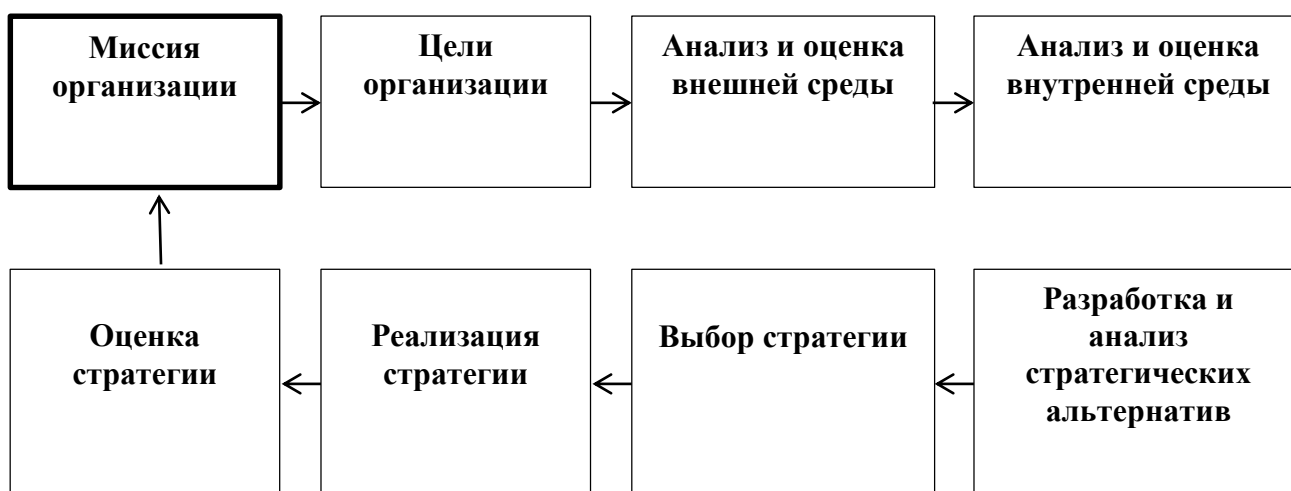 Миссия
организации
Цели
организации
Анализ и оценка
внешней среды
Анализ и оценка
внутренней среды
Оценка
стратегии
Реализация
стратегии
Выбор стратегии
Разработка и
анализ
стратегических
альтернатив